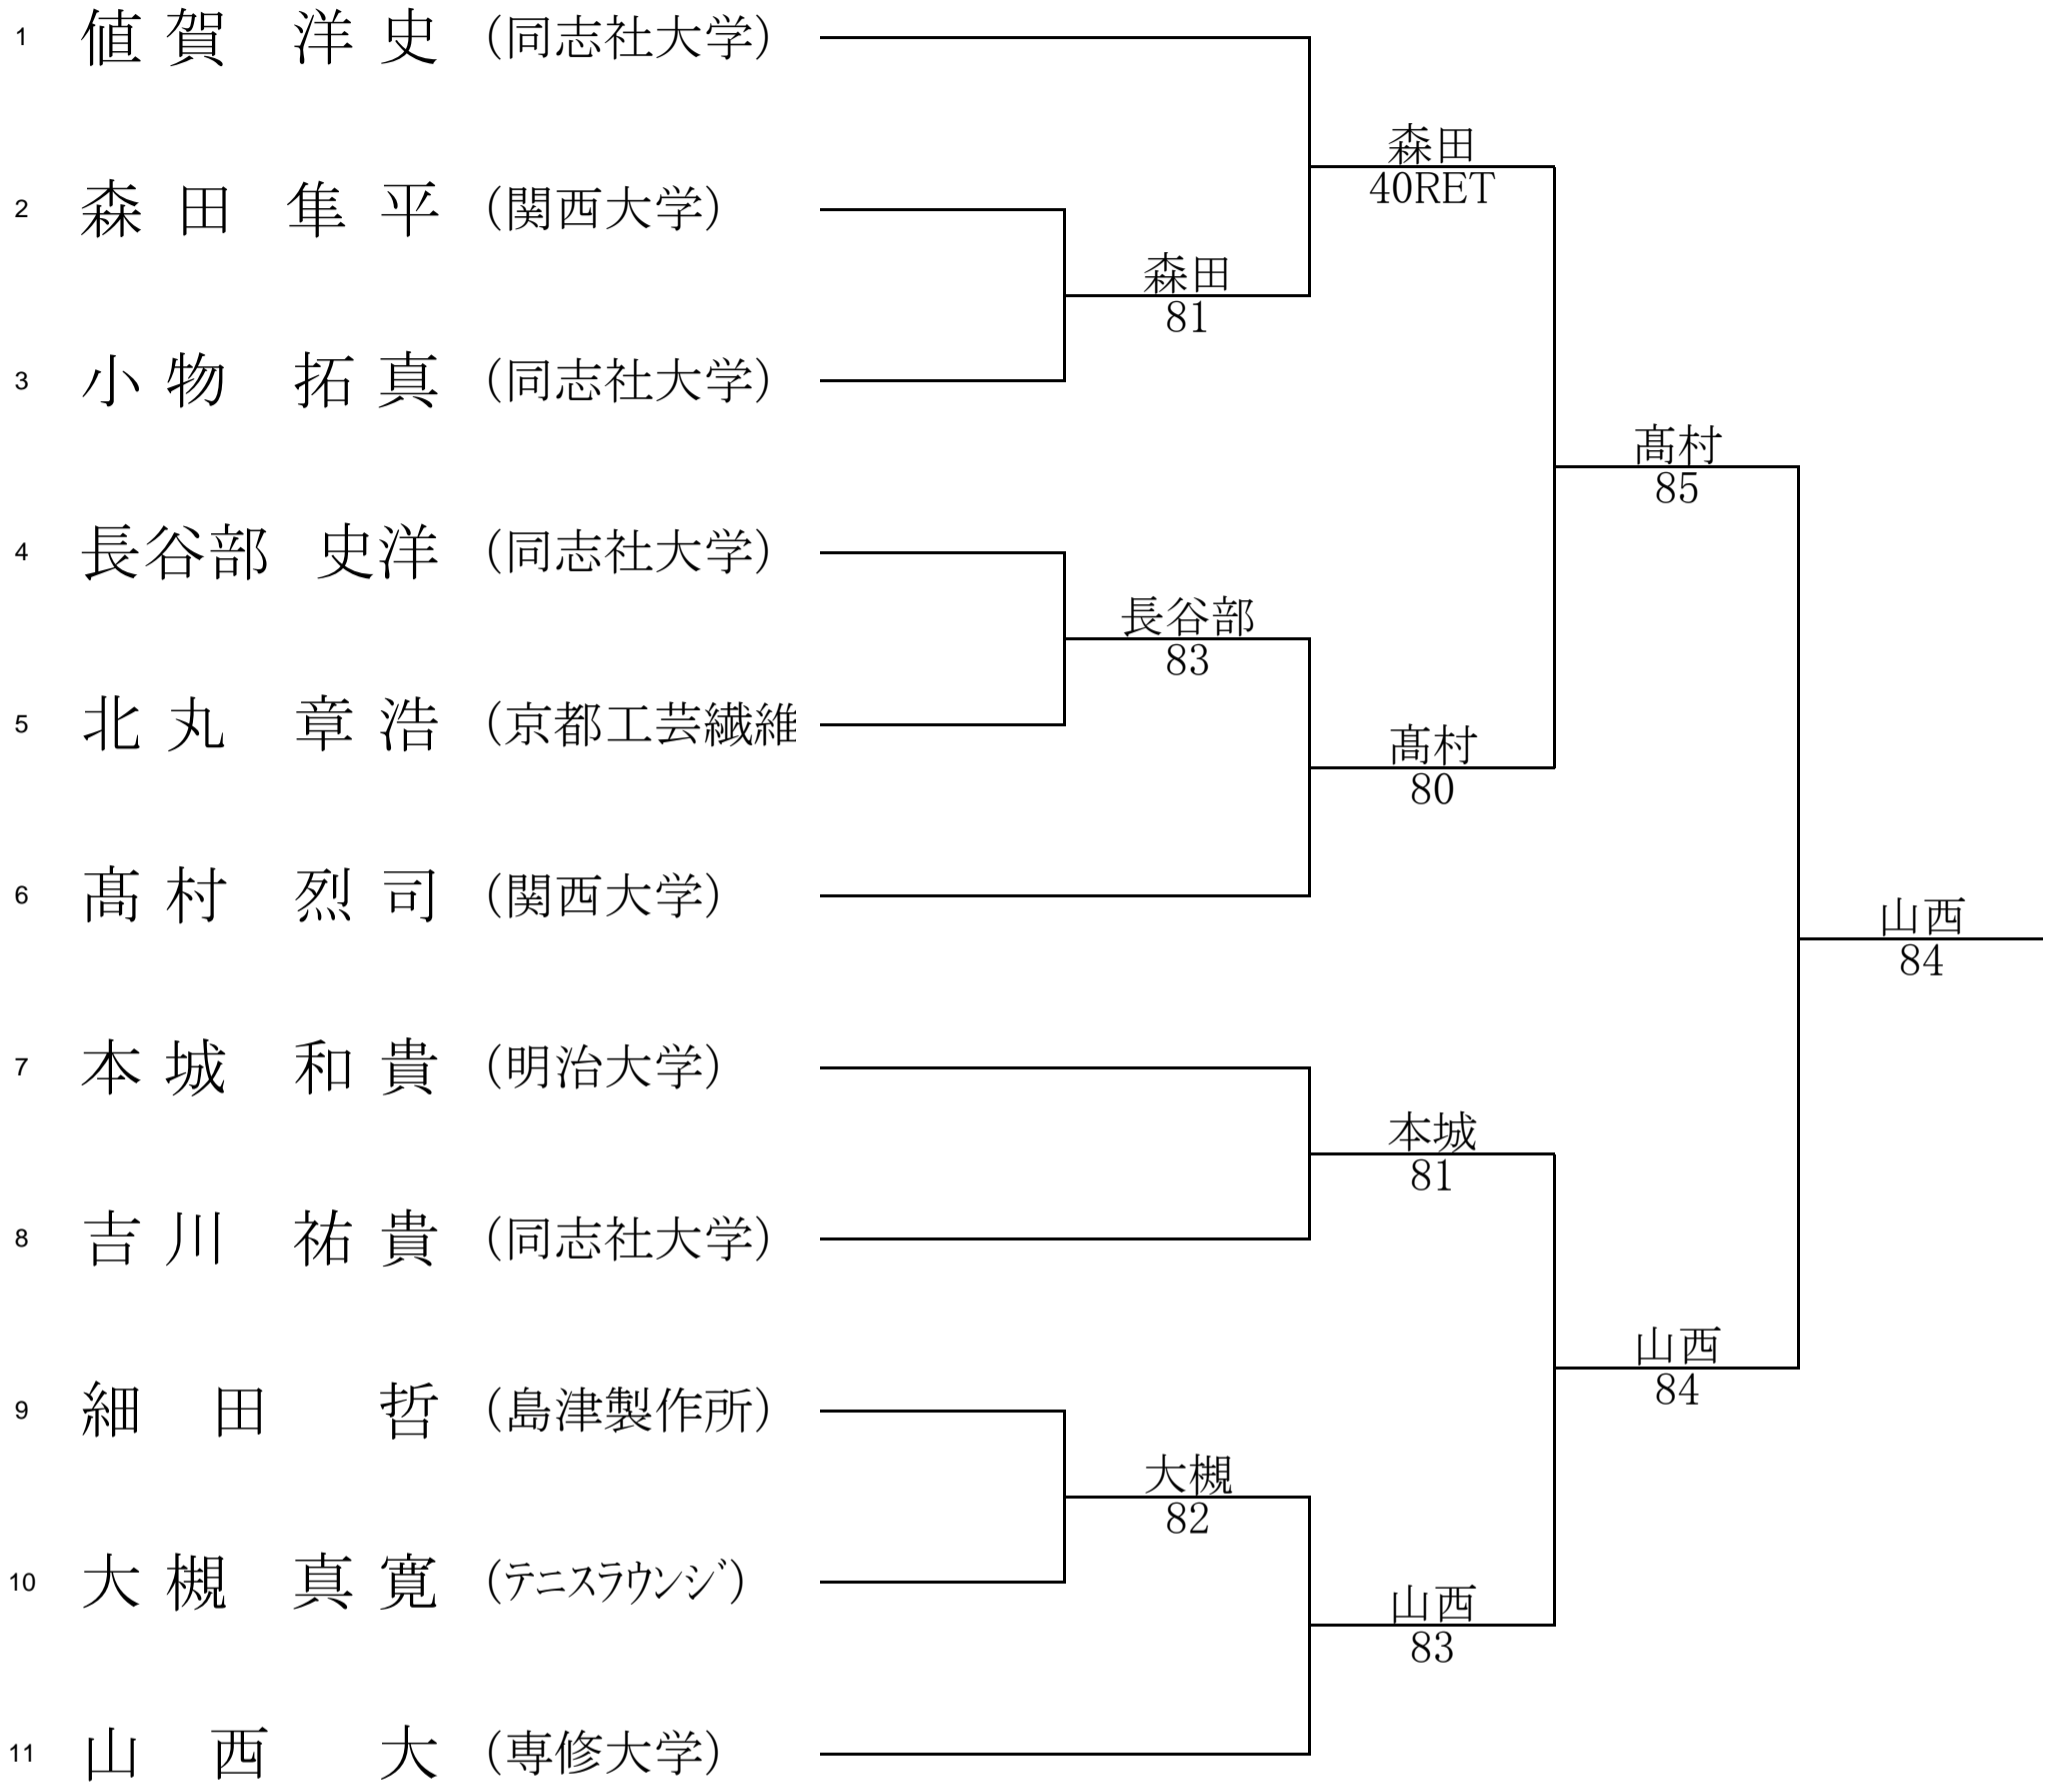 1 値賀 洋史 (同志社大学)
森田
40RET
2 森田 隼平 (関西大学)
森田
81
3 小物 拓真 (同志社大学)
髙村
85
4 長谷部 史洋 (同志社大学)
長谷部
83
5 北丸 章浩 (京都工芸繊維
髙村
80
6 髙村 烈司 (関西大学)
山西
84
7 本城 和貴 (明治大学)
本城
81
8 吉川 祐貴 (同志社大学)
山西
84
9 細田 哲 (島津製作所)
大槻
82
10 大槻 真寛 (ﾃﾆｽﾗｳﾝｼﾞ)
山西
83
11 山西 大 (専修大学)